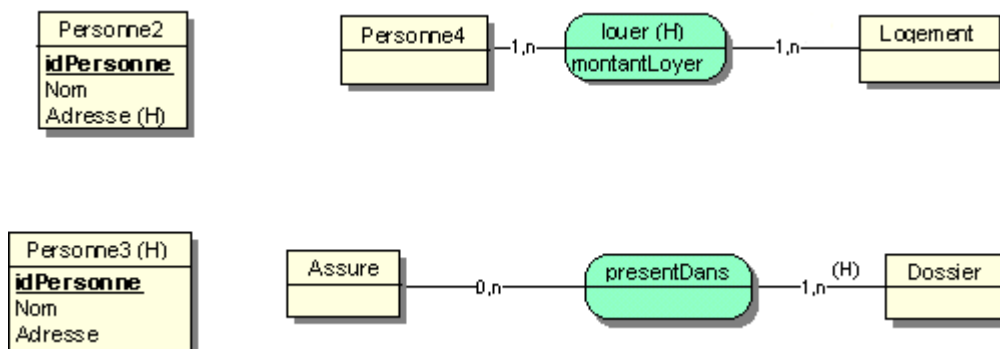 Personne2
idPersonne
Nom
Adresse (H)
Personne4
1,n
louer (H)
montantLoyer
1,n
Logement
Personne3 (H)
idPersonne
Nom
Adresse
Assure
0,n
presentDans
1,n
(H)
Dossier